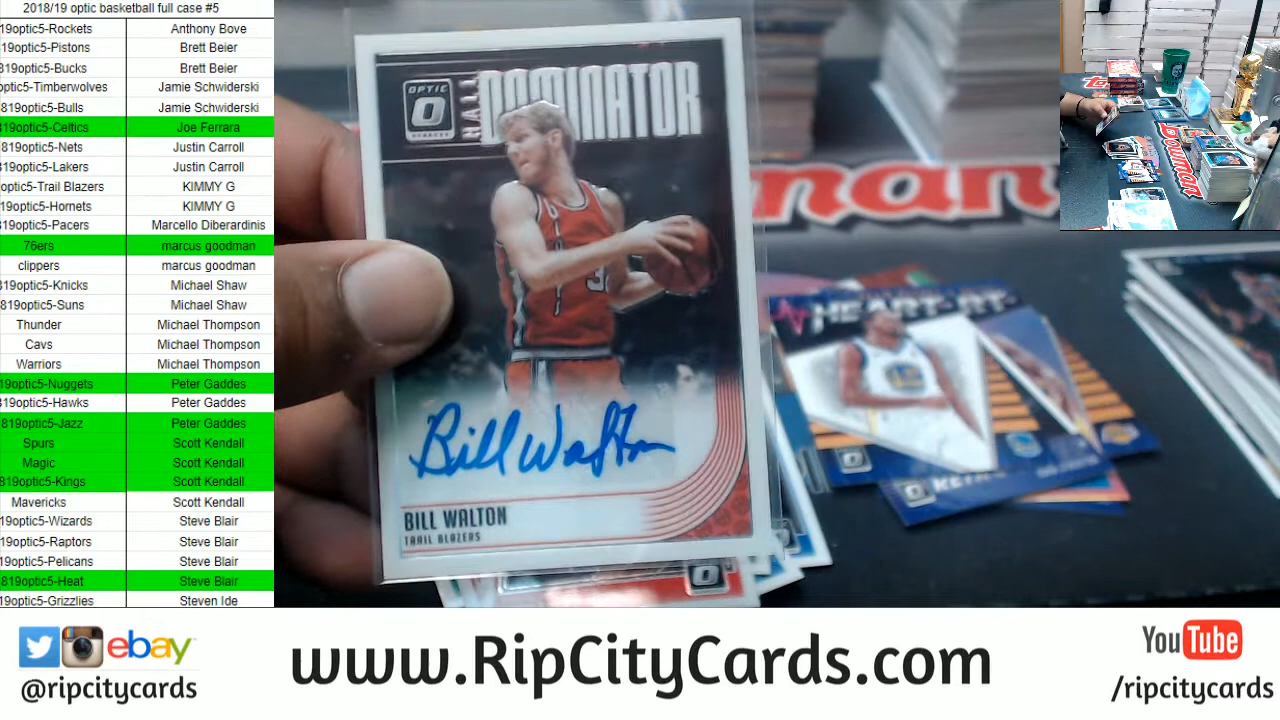 2018/19 optic basketball full case #5
19optic5-Rockets Anthony Bove
19optic5-Pistons Brett Beier
819optic5-Bucks Brett Beier
optic5-Timberwolves Jamie Schwiderski
819optic5-Bulls Jamie Schwiderski
19optic5-Celtics Joe Ferrara
819optic5-Nets Justin Carroll
819optic5-Lakers Justin Carroll
optic5-Trail Blazers KIMMY G
19optic5-Hornets KIMMY G
819optic5-Pacers Marcello Diberardinis
76ers marcus goodman
clippers marcus goodman
819optic5-Knicks Michael Shaw
819optic5-Suns Michael Shaw
Thunder Michael Thompson
Cavs Michael Thompson
Warriors Michael Thompson
19optic5-Nuggets Peter Gaddes
19optic5-Hawks Peter Gaddes
819optic5-Jazz Peter Gaddes
Spurs Scott Kendall
Magic Scott Kendall
819optic5-Kings Scott Kendall
Mavericks Scott Kendall
19optic5-Wizards Steve Blair
19optic5-Raptors Steve Blair
19optic5-Pelicans Steve Blair
819optic5-Heat Steve Blair
19optic5-Grizzlies Steven Ide
OPTIC
HALL DOMINATOR
Bill Walton
BILL WALTON
TRAIL BLAZERS
HEART
Bowman
ebay
@ripcitycards
www.RipCityCards.com
YouTube
/ripcitycards